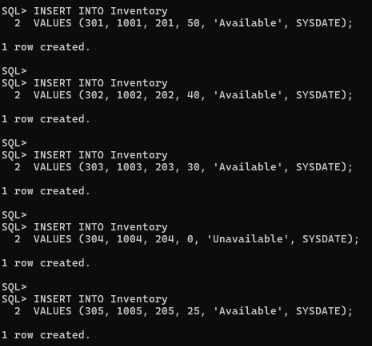 SQL> INSERT INTO Inventory
  2  VALUES (301, 1001, 201, 50, 'Available', SYSDATE);
1 row created.
SQL>
SQL> INSERT INTO Inventory
  2  VALUES (302, 1002, 202, 40, 'Available', SYSDATE);
1 row created.
SQL>
SQL> INSERT INTO Inventory
  2  VALUES (303, 1003, 203, 30, 'Available', SYSDATE);
1 row created.
SQL>
SQL> INSERT INTO Inventory
  2  VALUES (304, 1004, 204, 0, 'Unavailable', SYSDATE);
1 row created.
SQL>
SQL> INSERT INTO Inventory
  2  VALUES (305, 1005, 205, 25, 'Available', SYSDATE);
1 row created.